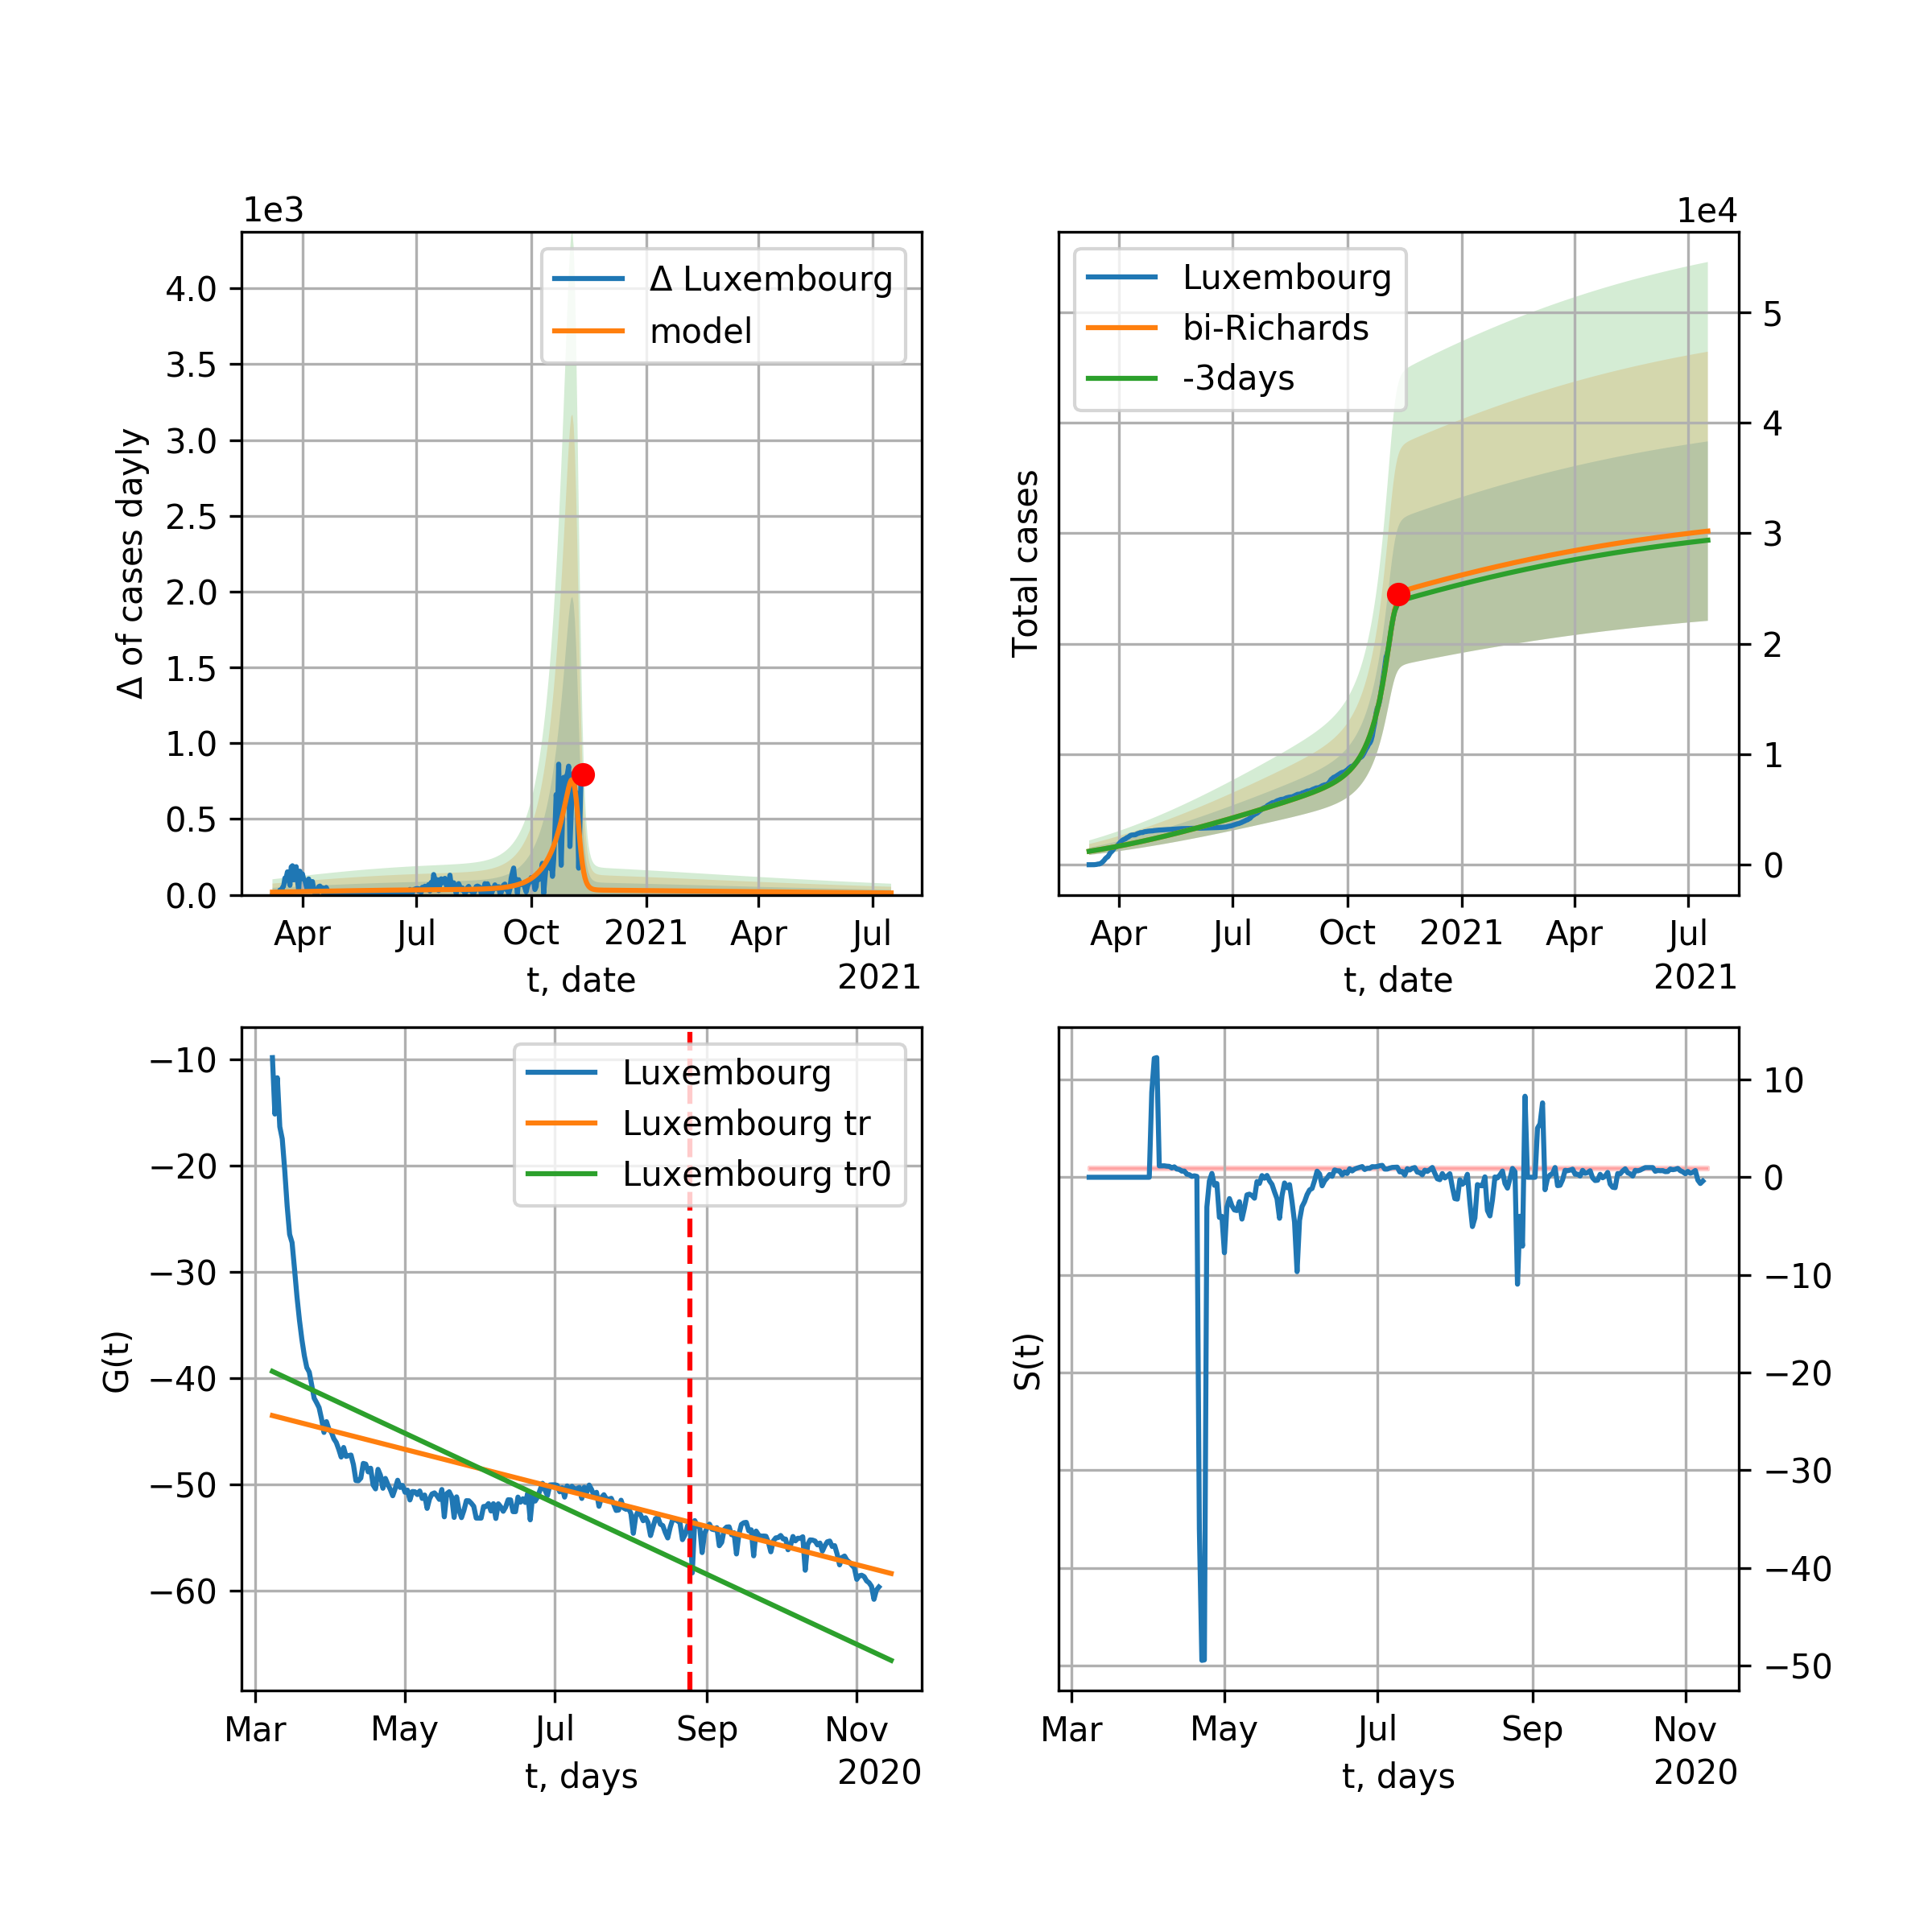 1e3
Δ Luxembourg
model
4.0
3.5
3.0
2.5
2.0
1.5
1.0
0.5
0.0
Δ of cases dayly
Apr Jul Oct 2021 Apr Jul
2021
t, date
1e4
Luxembourg
bi-Richards
-3days
5
4
3
2
1
0
Total cases
Apr Jul Oct 2021 Apr Jul
2021
t, date
Luxembourg
Luxembourg tr
Luxembourg tr0
−10
−20
−30
−40
−50
−60
G(t)
Mar May Jul Sep Nov
2020
t, days
10
0
−10
−20
−30
−40
−50
S(t)
Mar May Jul Sep Nov
2020
t, days